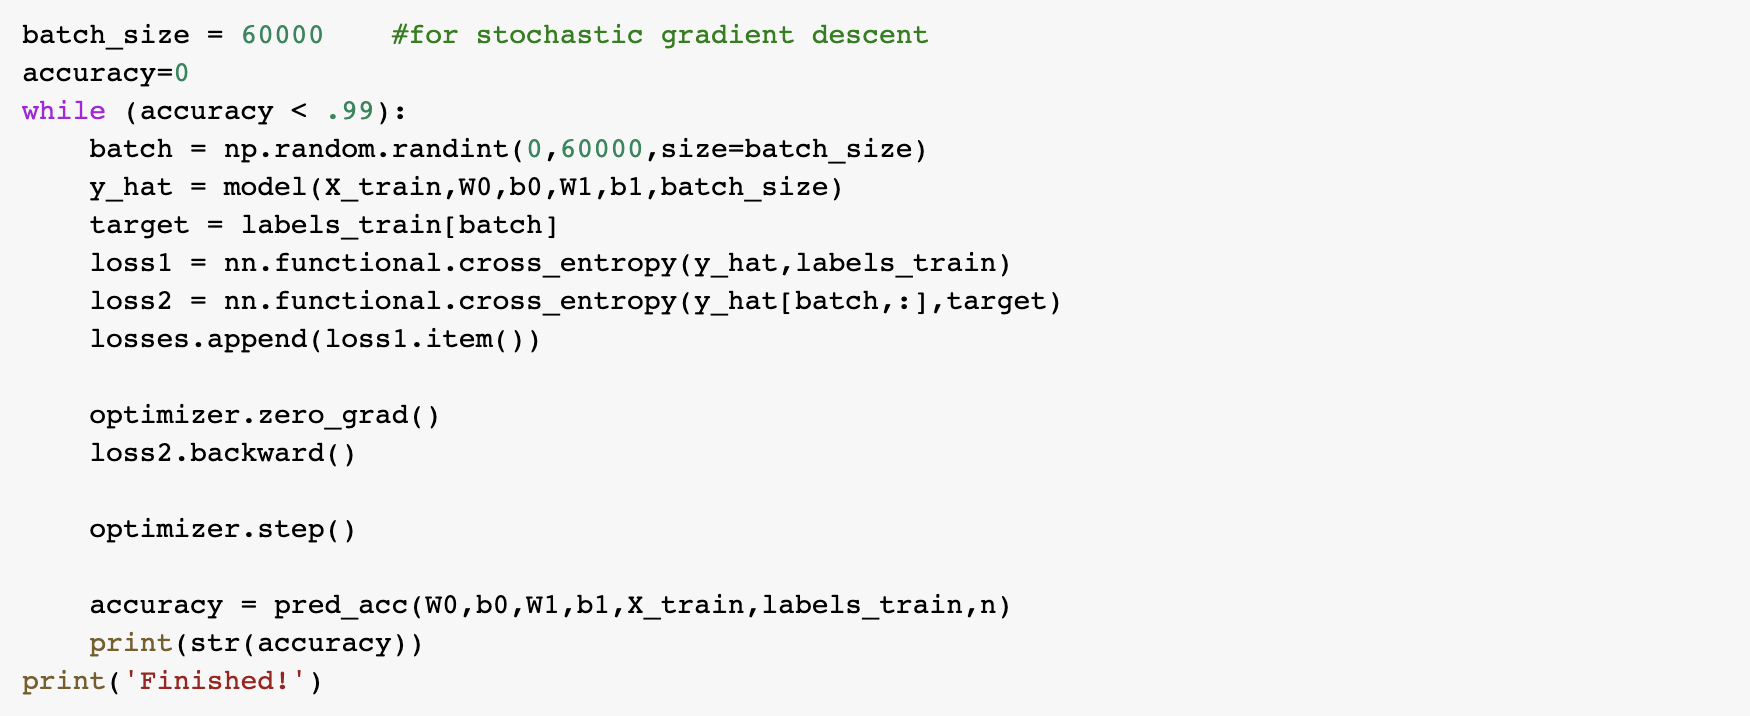 batch_size = 60000    #for stochastic gradient descent
accuracy=0
while (accuracy < .99):
    batch = np.random.randint(0,60000,size=batch_size)
    y_hat = model(X_train,W0,b0,W1,b1,batch_size)
    target = labels_train[batch]
    loss1 = nn.functional.cross_entropy(y_hat,labels_train)
    loss2 = nn.functional.cross_entropy(y_hat[batch,:],target)
    losses.append(loss1.item())

    optimizer.zero_grad()
    loss2.backward()

    optimizer.step()

    accuracy = pred_acc(W0,b0,W1,b1,X_train,labels_train,n)
    print(str(accuracy))
print('Finished!')